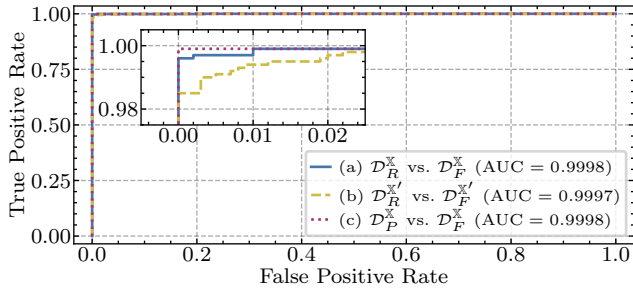 True Positive Rate
1.00
0.75
0.50
0.25
0.00
1.00
0.98
0.00
0.01
0.02
(a) 𝒟_R^𝕏 vs. 𝒟_F^𝕏 (AUC = 0.9998)
(b) 𝒟_R^𝕏′ vs. 𝒟_F^𝕏′ (AUC = 0.9997)
(c) 𝒟_P^𝕏 vs. 𝒟_F^𝕏 (AUC = 0.9998)
0.0 0.2 0.4 0.6 0.8 1.0
False Positive Rate